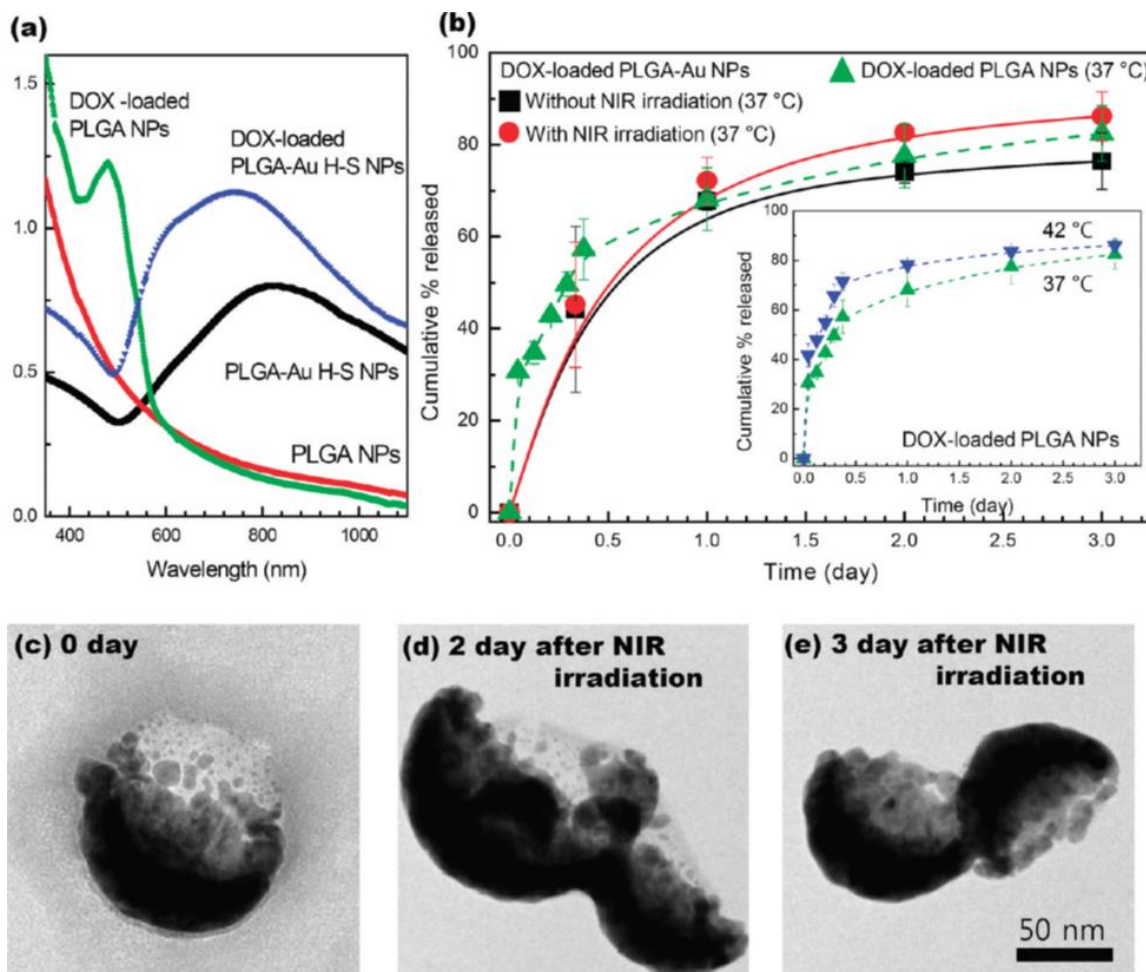 (a)
1.5
1.0
0.5
0.0
DOX -loaded
PLGA NPs
DOX-loaded
PLGA-Au H-S NPs
PLGA-Au H-S NPs
PLGA NPs
400 600 800 1000
Wavelength (nm)
(b)
100
80
60
40
20
0
Cumulative % released
DOX-loaded PLGA-Au NPs
Without NIR irradiation (37 °C)
With NIR irradiation (37 °C)
DOX-loaded PLGA NPs (37 °C)
0.0 0.5 1.0 1.5 2.0 2.5 3.0
Time (day)
100
80
60
40
20
0
Cumulative % released
42 °C
37 °C
DOX-loaded PLGA NPs
0.0 0.5 1.0 1.5 2.0 2.5 3.0
Time (day)
(c) 0 day
(d) 2 day after NIR
irradiation
(e) 3 day after NIR
irradiation
50 nm